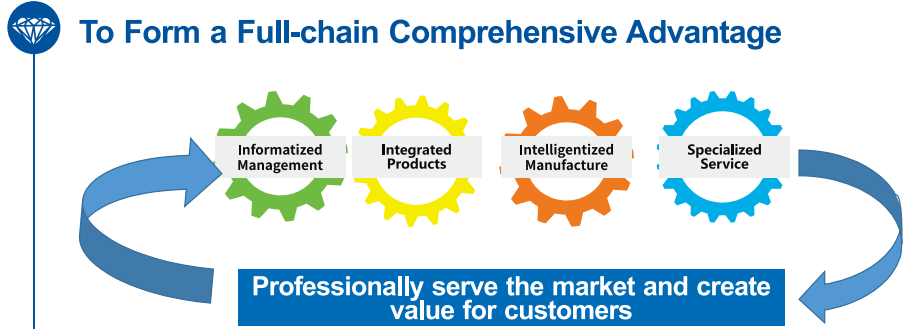 To Form a Full-chain Comprehensive Advantage
Informatized
Management
Integrated
Products
Intelligentized
Manufacture
Specialized
Service
Professionally serve the market and create
value for customers